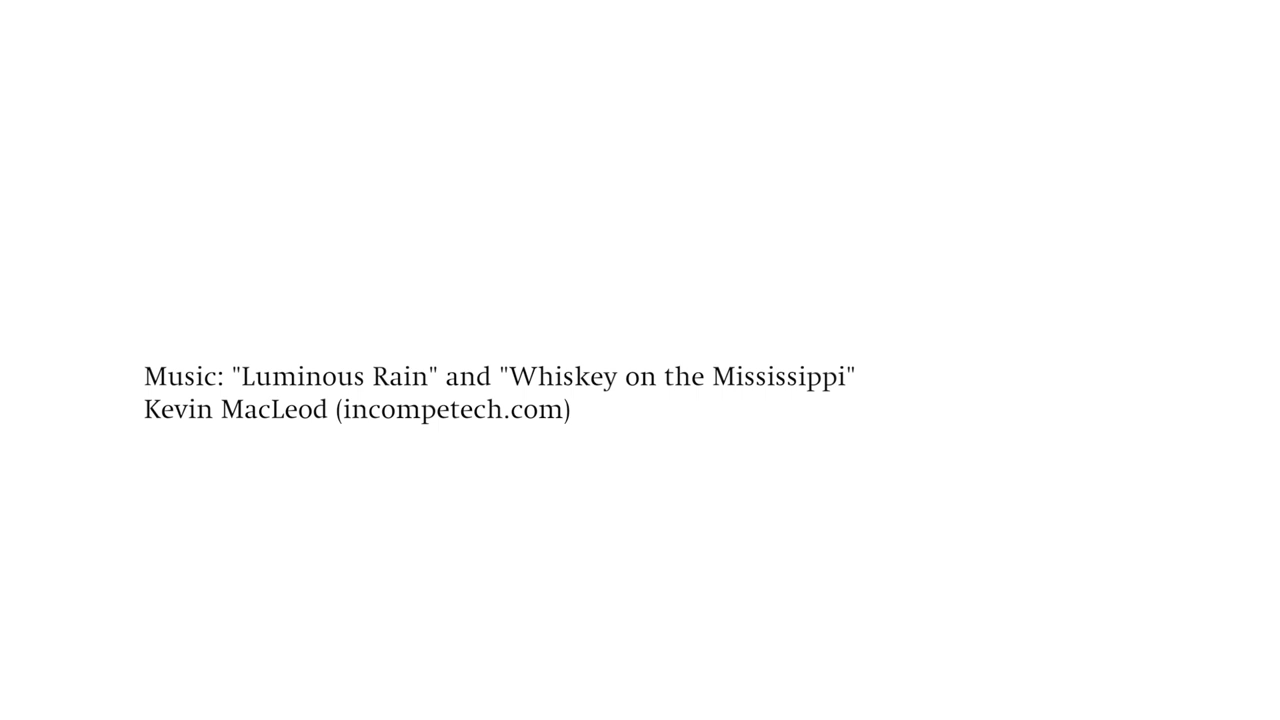 Music: "Luminous Rain" and "Whiskey on the Mississippi"
Kevin MacLeod (incompetech.com)